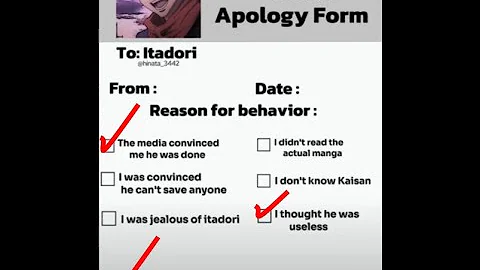 Apology Form
To: Itadori
@hinata_3442
From :
Date :
Reason for behavior :
The media convinced
me he was done
I didn't read the
actual manga
I was convinced
he can't save anyone
I don't know Kaisan
I was jealous of itadori
I thought he was
useless